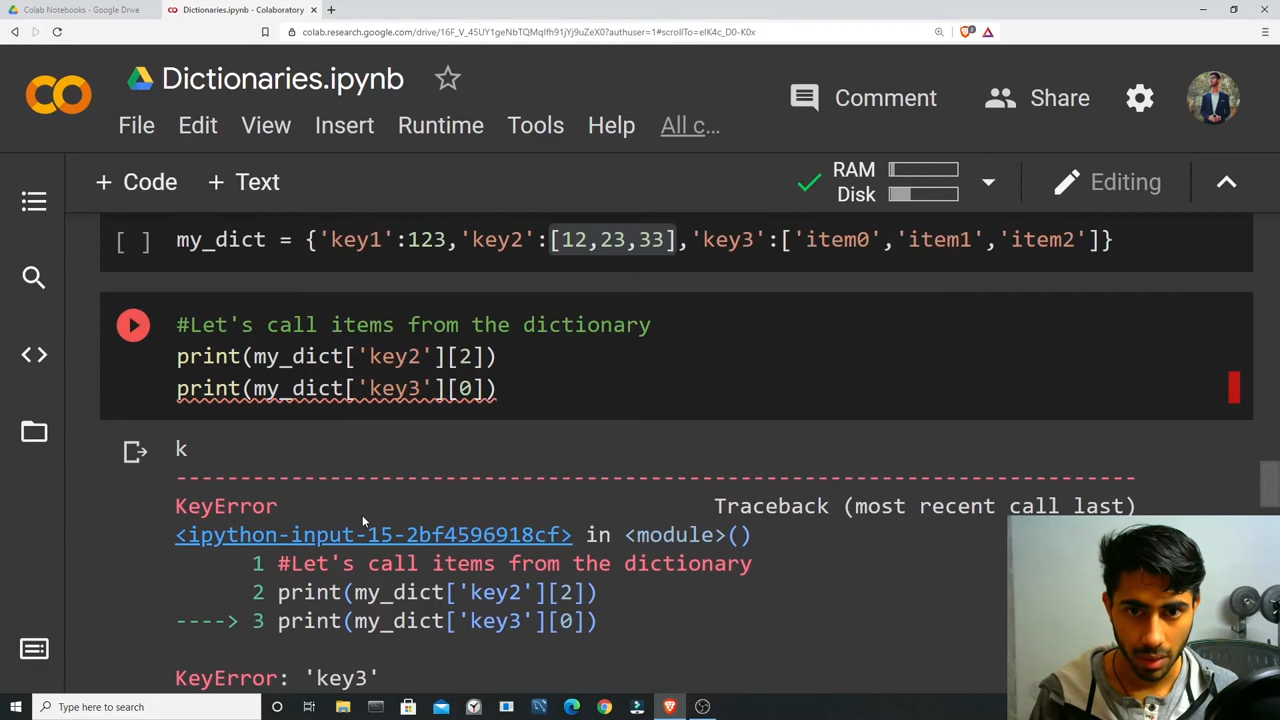 Colab Notebooks - Google Drive
Dictionaries.ipynb - Colaboratory
colab.research.google.com/drive/16F_V_45UY1geNbTQMqIfh91jYj9uZeX0?authuser=1#scrollTo=elK4c_D0-K0x
Dictionaries.ipynb
Comment
Share
File Edit View Insert Runtime Tools Help All c...
+ Code + Text
RAM
Disk
Editing
[ ] my_dict = {'key1':123,'key2':[12,23,33],'key3':['item0','item1','item2']}
#Let's call items from the dictionary
print(my_dict['key2'][2])
print(my_dict['key3'][0])
k
---------------------------------------------------------------------------
KeyError Traceback (most recent call last)
<ipython-input-15-2bf4596918cf> in <module>()
1 #Let's call items from the dictionary
2 print(my_dict['key2'][2])
----> 3 print(my_dict['key3'][0])
KeyError: 'key3'
Type here to search